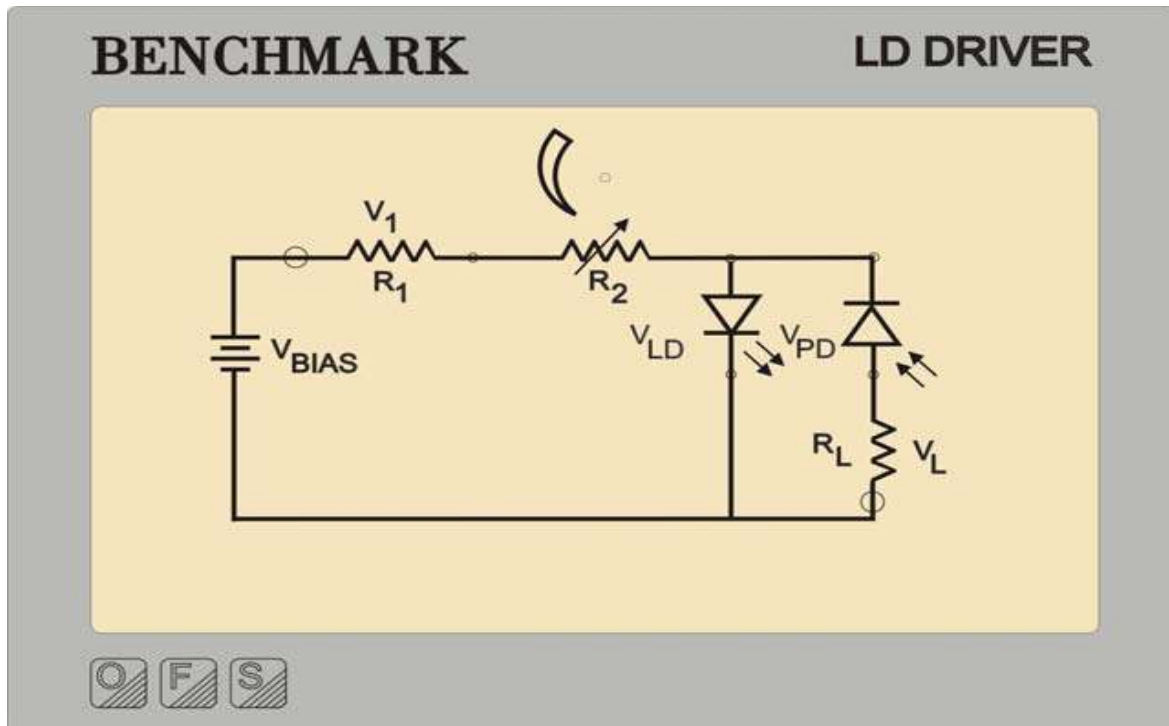 BENCHMARK
LD DRIVER
V1
R1
R2
VBIAS
VLD
VPD
RL
VL
O F S